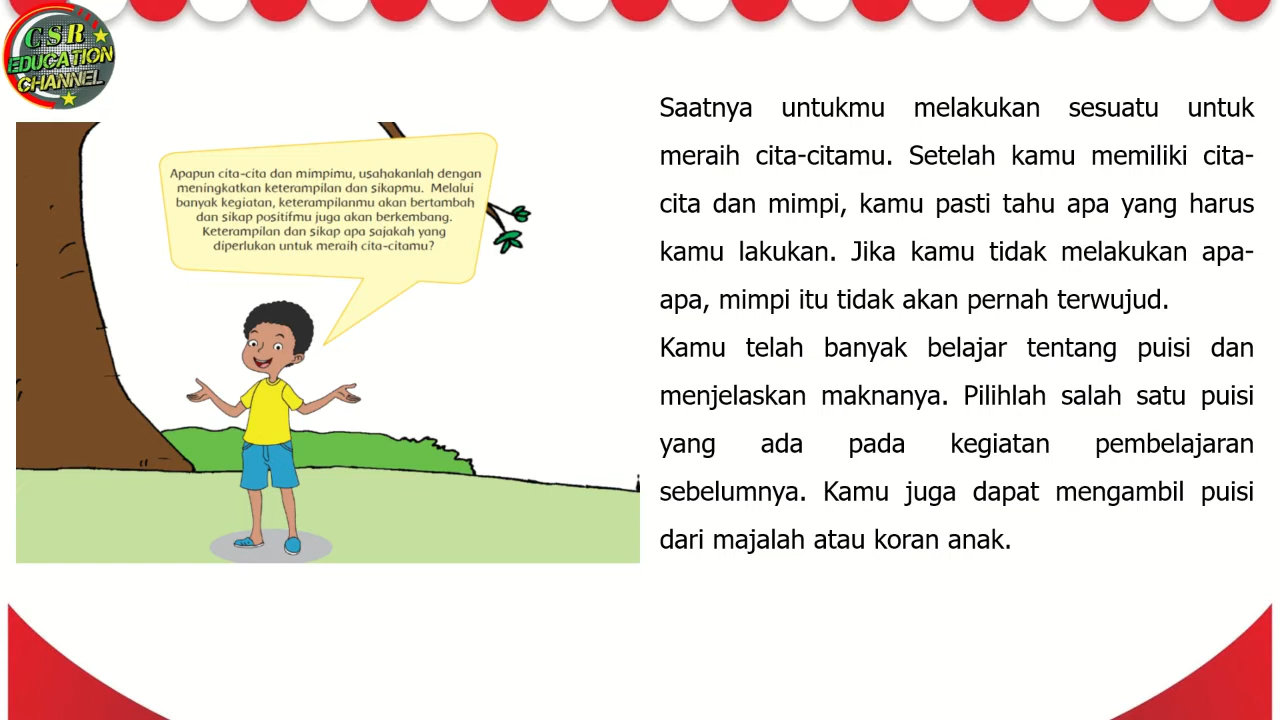 CSR
EDUCATION
CHANNEL
Apapun cita-cita dan mimpimu, usahakanlah dengan
meningkatkan keterampilan dan sikapmu. Melalui
banyak kegiatan, keterampilanmu akan bertambah
dan sikap positifmu juga akan berkembang.
Keterampilan dan sikap apa sajakah yang
diperlukan untuk meraih cita-citamu?
Saatnya untukmu melakukan sesuatu untuk
meraih cita-citamu. Setelah kamu memiliki cita-
cita dan mimpi, kamu pasti tahu apa yang harus
kamu lakukan. Jika kamu tidak melakukan apa-
apa, mimpi itu tidak akan pernah terwujud.
Kamu telah banyak belajar tentang puisi dan
menjelaskan maknanya. Pilihlah salah satu puisi
yang ada pada kegiatan pembelajaran
sebelumnya. Kamu juga dapat mengambil puisi
dari majalah atau koran anak.